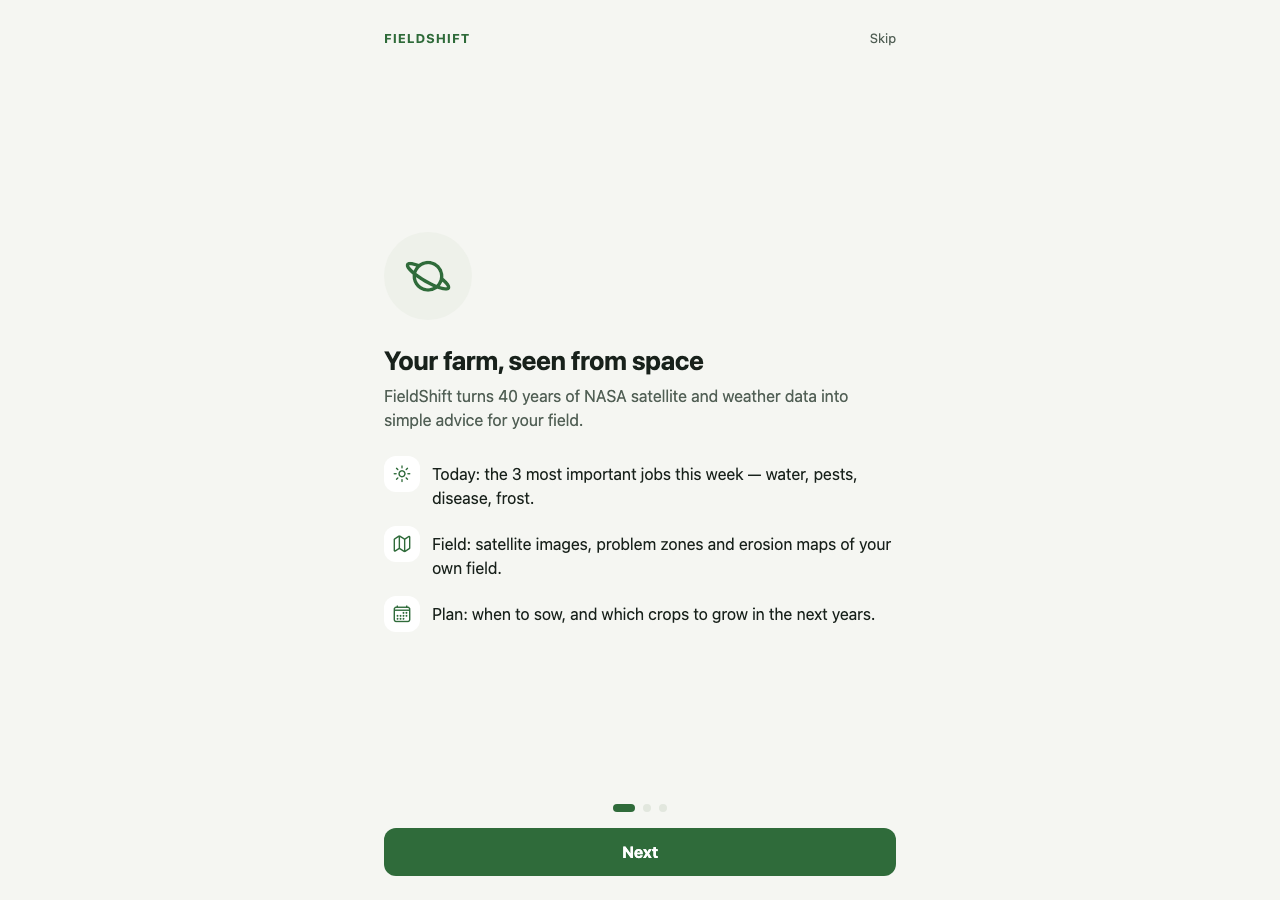 FIELDSHIFT
Skip
Your farm, seen from space
FieldShift turns 40 years of NASA satellite and weather data into
simple advice for your field.
Today: the 3 most important jobs this week — water, pests,
disease, frost.
Field: satellite images, problem zones and erosion maps of your
own field.
Plan: when to sow, and which crops to grow in the next years.
Next